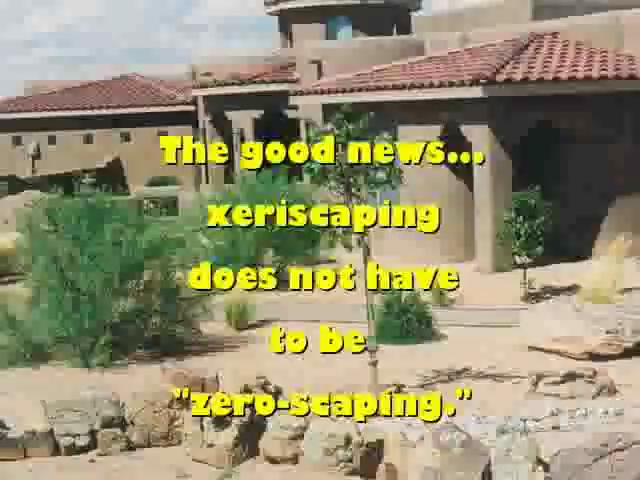 The good news...
xeriscaping
does not have
to be
"zero-scaping."